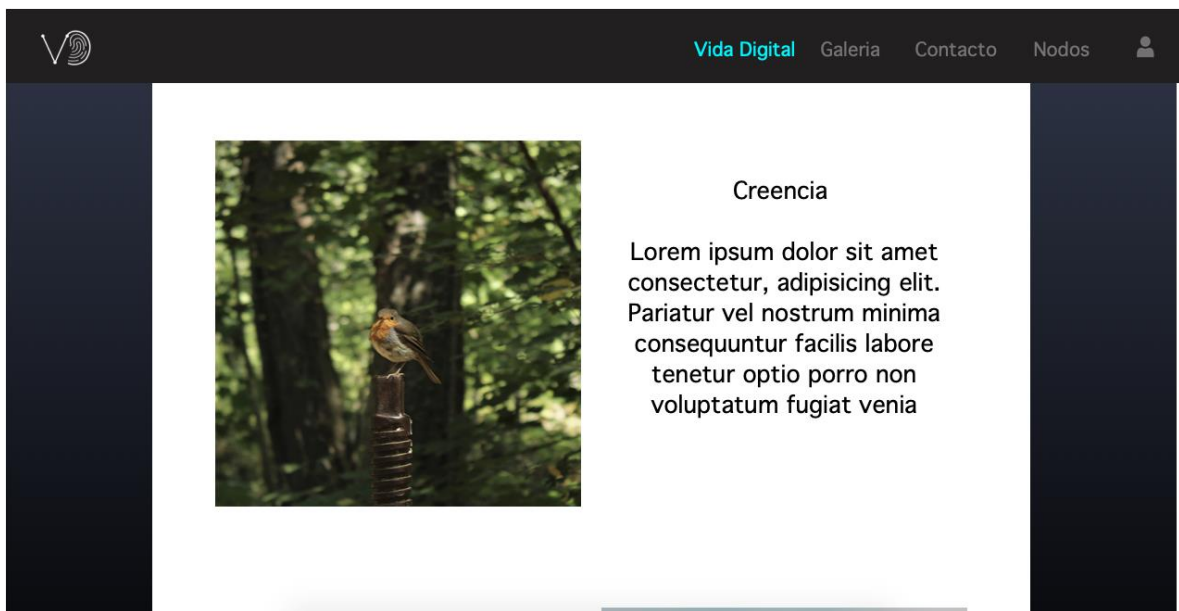 VD
Vida Digital Galeria Contacto Nodos
Creencia
Lorem ipsum dolor sit amet
consectetur, adipisicing elit.
Pariatur vel nostrum minima
consequuntur facilis labore
tenetur optio porro non
voluptatum fugiat venia